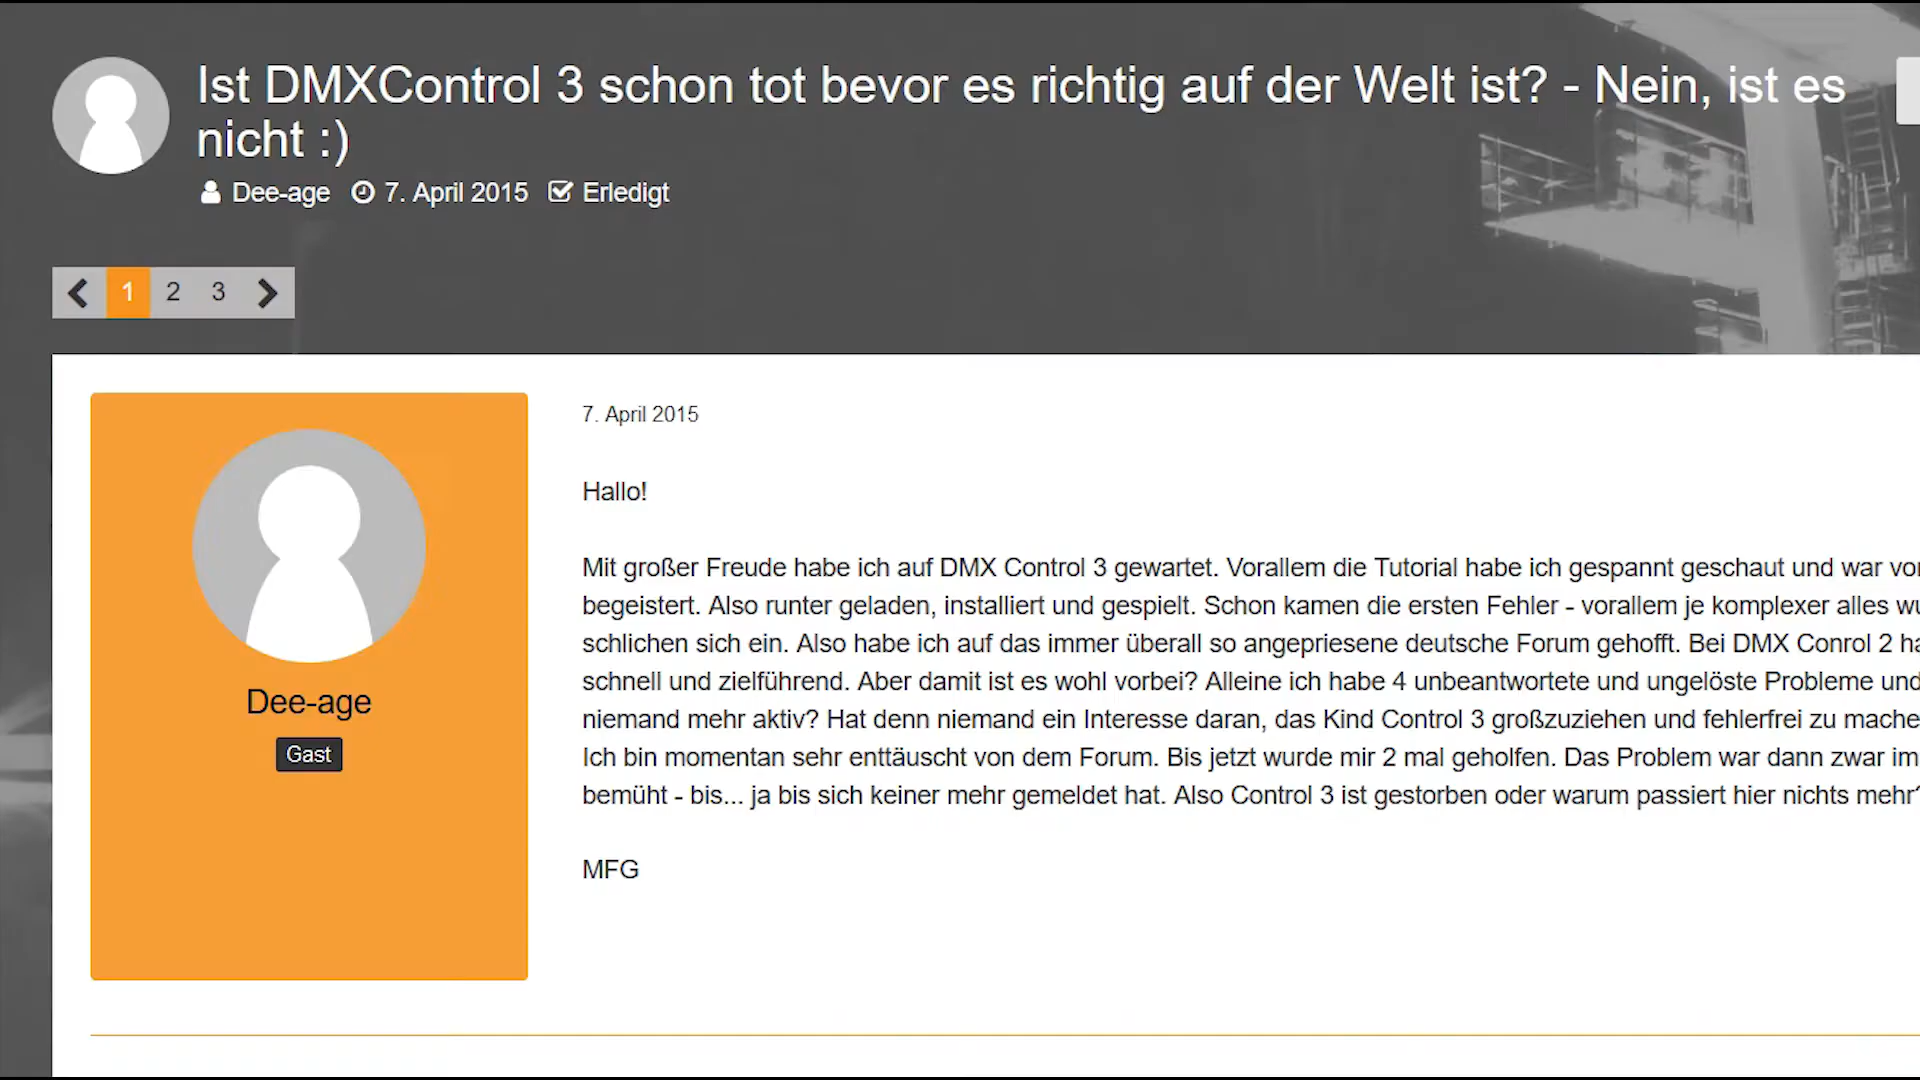 Ist DMXControl 3 schon tot bevor es richtig auf der Welt ist? - Nein, ist es
nicht :)
Dee-age 7. April 2015 Erledigt
1 2 3
7. April 2015
Hallo!
Mit großer Freude habe ich auf DMX Control 3 gewartet. Vorallem die Tutorial habe ich gespannt geschaut und war
begeistert. Also runter geladen, installiert und gespielt. Schon kamen die ersten Fehler - vorallem je komplexer alles
schlichen sich ein. Also habe ich auf das immer überall so angepriesene deutsche Forum gehofft. Bei DMX Conrol 2
schnell und zielführend. Aber damit ist es wohl vorbei? Alleine ich habe 4 unbeantwortete und ungelöste Probleme und
niemand mehr aktiv? Hat denn niemand ein Interesse daran, das Kind Control 3 großzuziehen und fehlerfrei zu
Ich bin momentan sehr enttäuscht von dem Forum. Bis jetzt wurde mir 2 mal geholfen. Das Problem war dann zwar
bemüht - bis... ja bis sich keiner mehr gemeldet hat. Also Control 3 ist gestorben oder warum passiert hier nichts mehr?
MFG
Dee-age
Gast